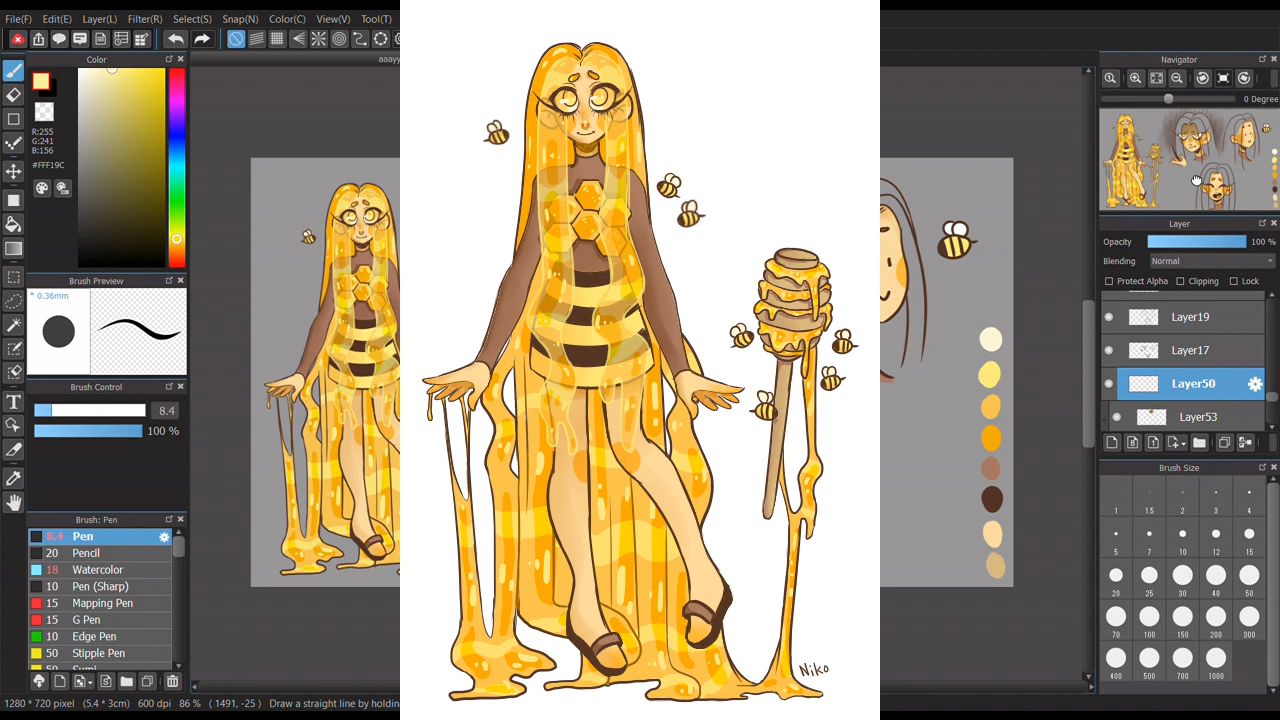 File(F) Edit(E) Layer(L) Filter(R) Select(S) Snap(N) Color(C) View(V) Tool(T)
Color
R:255
G:241
B:156
#FFF19C
Brush Preview
* 0.36mm
Brush Control
8.4
100 %
Brush: Pen
8.4 Pen
20 Pencil
18 Watercolor
10 Pen (Sharp)
15 Mapping Pen
15 G Pen
10 Edge Pen
50 Stipple Pen
50 Sumi
1280 * 720 pixel (5.4 * 3cm) 600 dpi 86 % ( 1491, -25 ) Draw a straight line by holdin
aaayy
Niko
Navigator
0 Degree
Layer
Opacity 100 %
Blending Normal
Protect Alpha Clipping Lock
Layer19
Layer17
Layer50
Layer53
Brush Size
1 1.5 2 3 4
5 7 10 12 15
20 25 30 40 50
70 100 150 200 300
400 500 700 1000